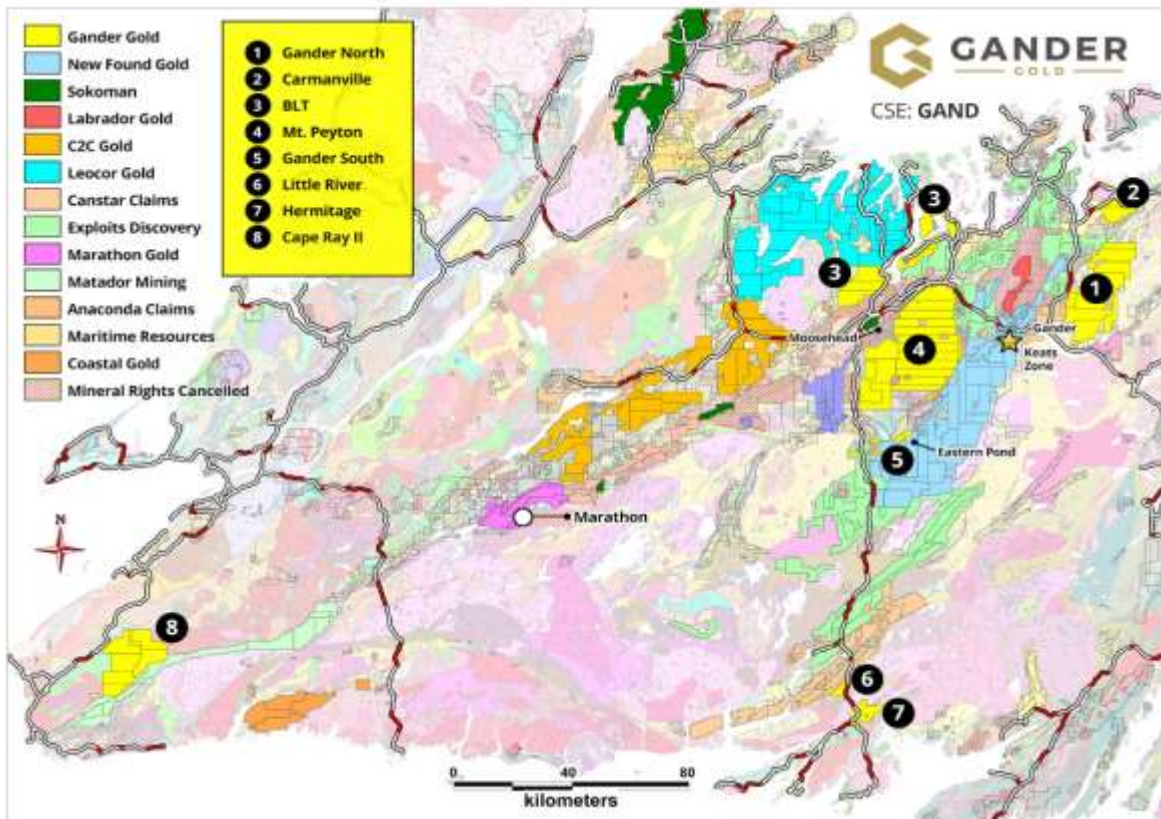 Gander Gold
New Found Gold
Sokoman
Labrador Gold
C2C Gold
Leocor Gold
Canstar Claims
Exploits Discovery
Marathon Gold
Matador Mining
Anaconda Claims
Maritime Resources
Coastal Gold
Mineral Rights Cancelled
1 Gander North
2 Carmanville
3 BLT
4 Mt. Peyton
5 Gander South
6 Little River
7 Hermitage
8 Cape Ray II
GANDER
GOLD
CSE: GAND
2
3
3
1
Moosehead
Gander
4
Keats
Zone
5
Eastern Pond
Marathon
N
8
6
7
0 40 80
kilometers